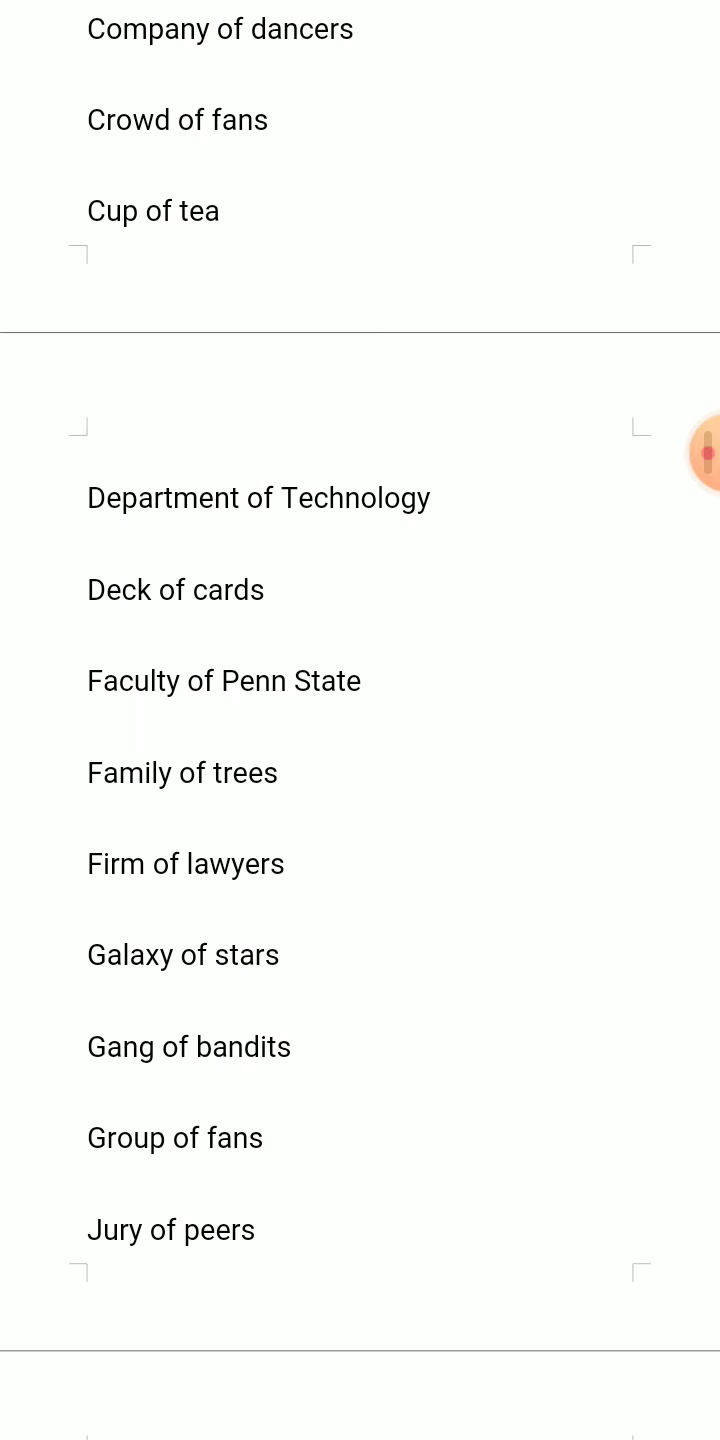 Company of dancers
Crowd of fans
Cup of tea
Department of Technology
Deck of cards
Faculty of Penn State
Family of trees
Firm of lawyers
Galaxy of stars
Gang of bandits
Group of fans
Jury of peers